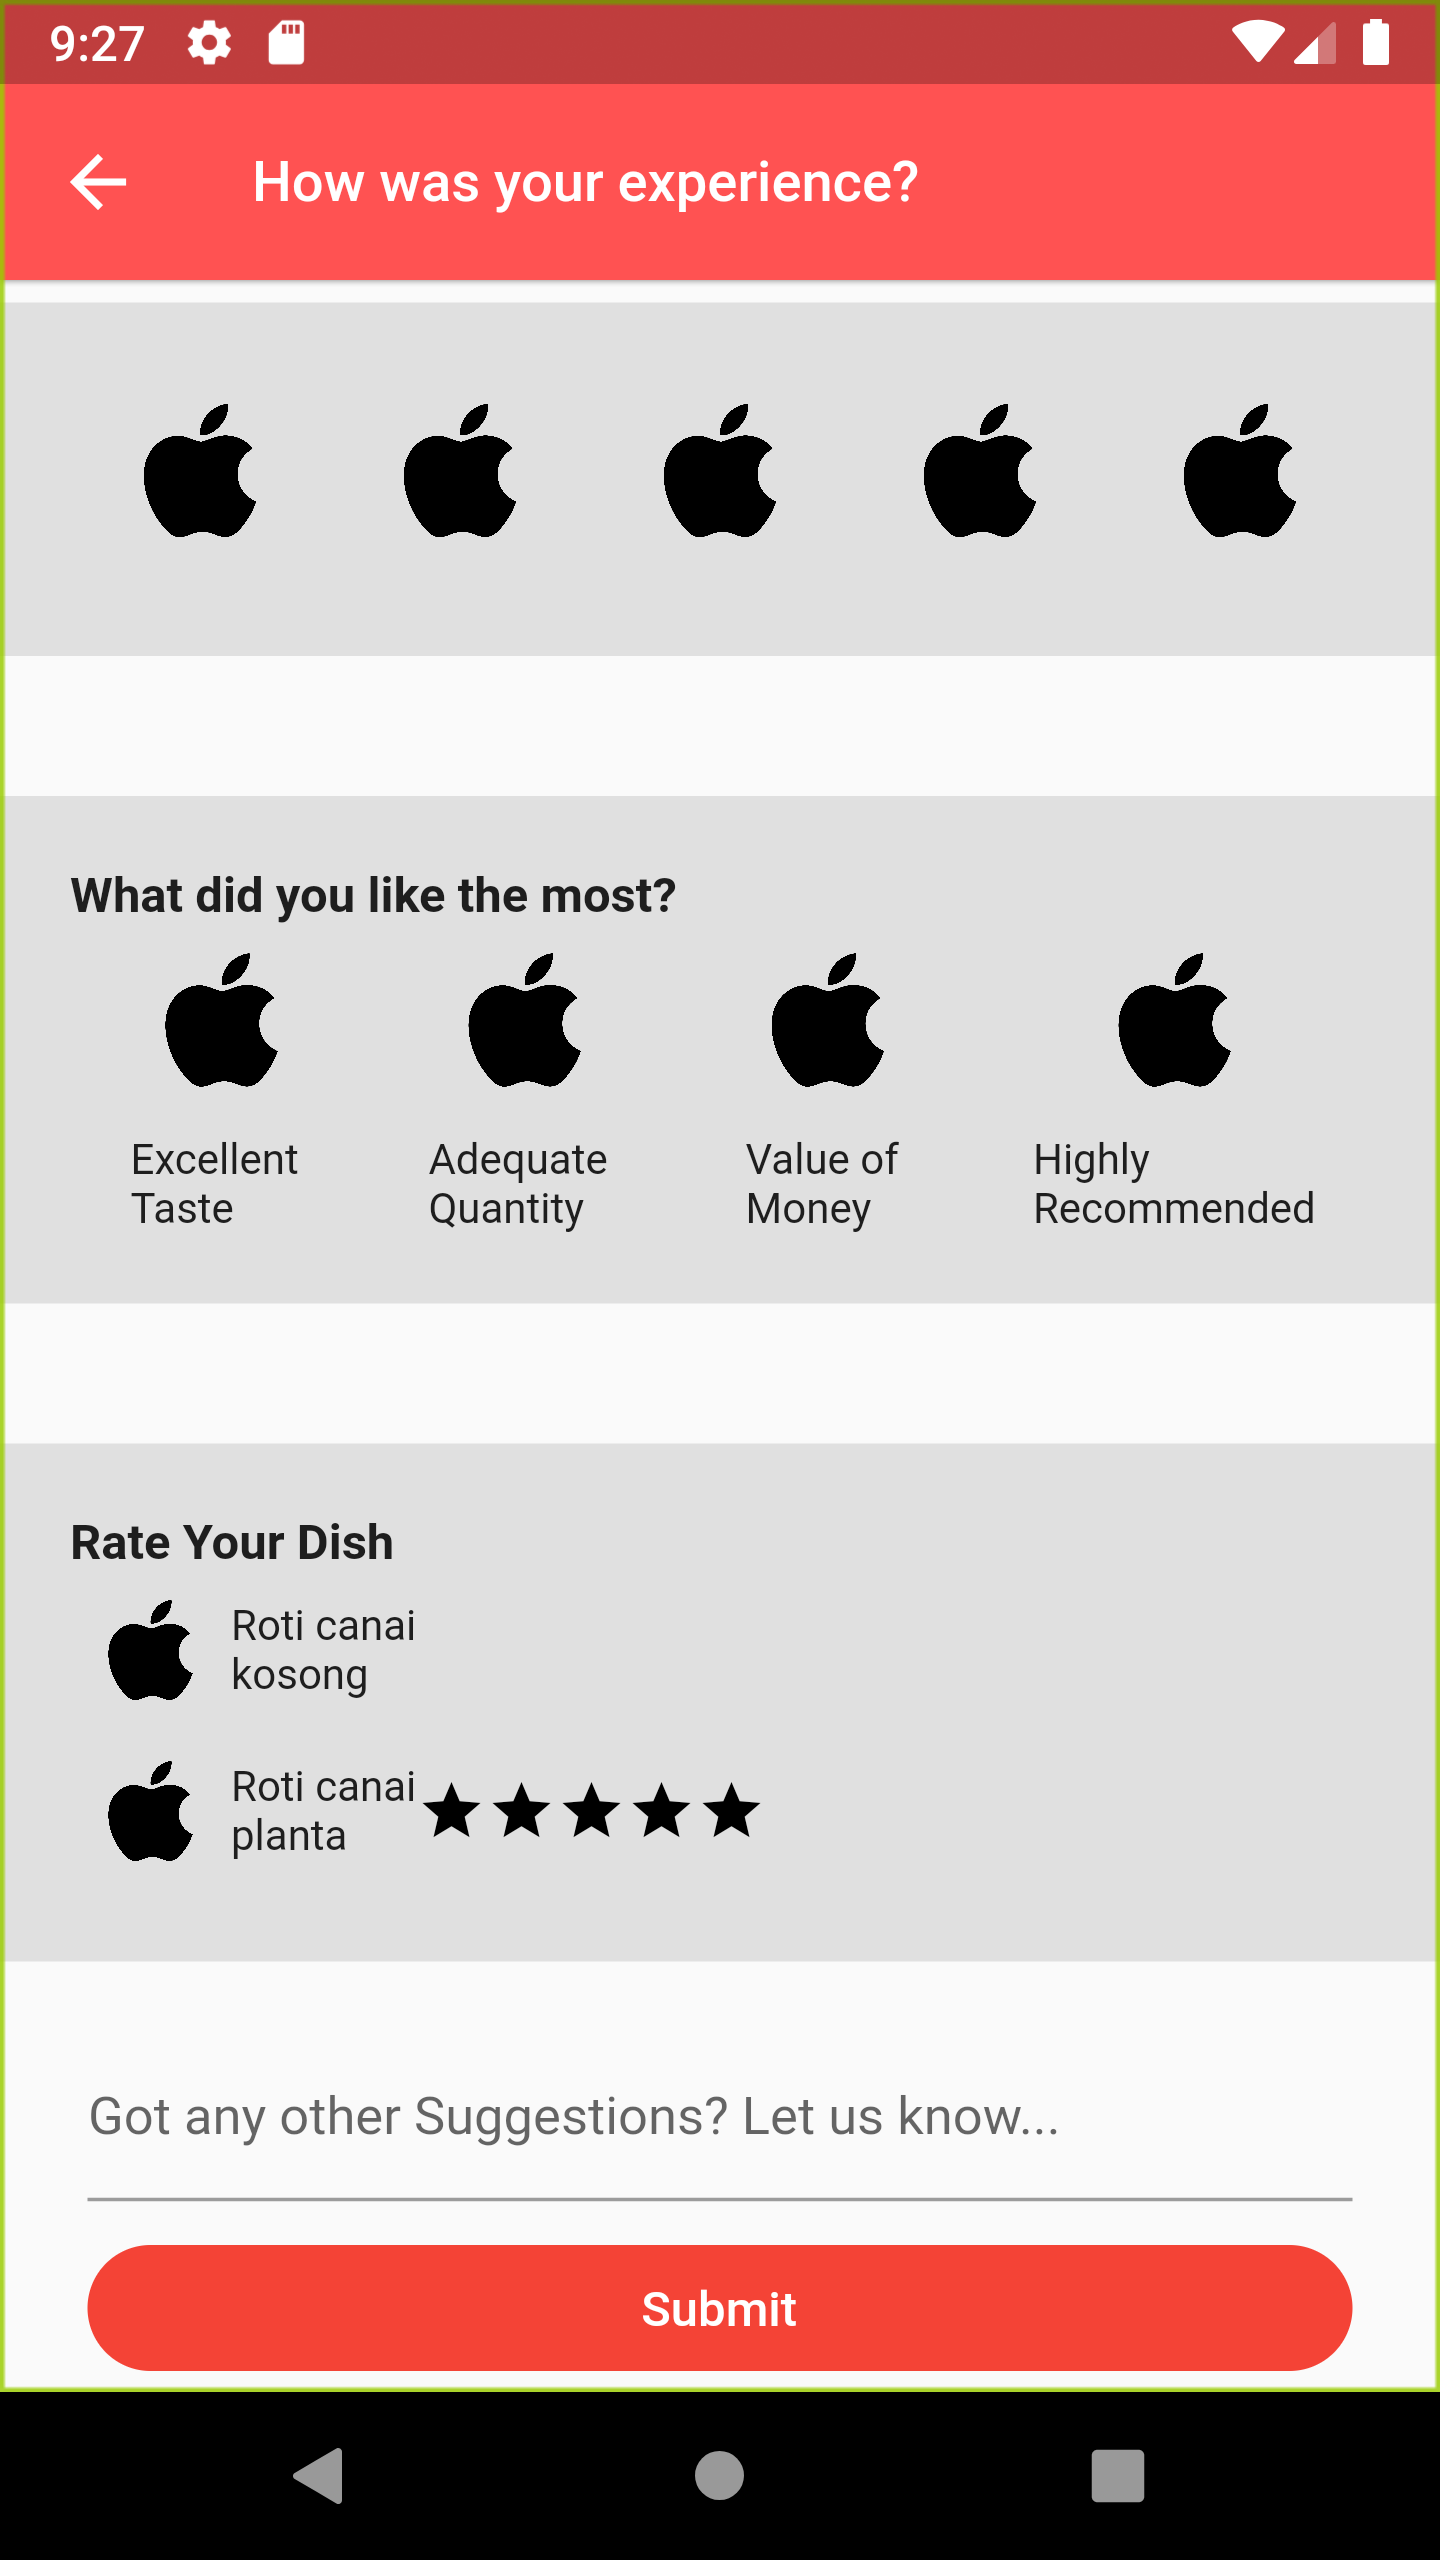 9:27
How was your experience?
What did you like the most?
Excellent
Taste
Adequate
Quantity
Value of
Money
Highly
Recommended
Rate Your Dish
Roti canai
kosong
Roti canai
planta
Got any other Suggestions? Let us know...
Submit